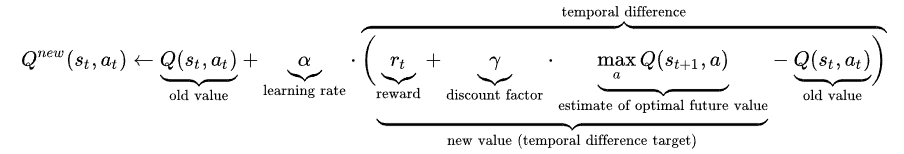 temporal difference
Q^{new}(s_t, a_t) ← Q(s_t, a_t) + α · ( r_t + γ · max_a Q(s_{t+1}, a) − Q(s_t, a_t) )
old value learning rate reward discount factor estimate of optimal future value old value
new value (temporal difference target)